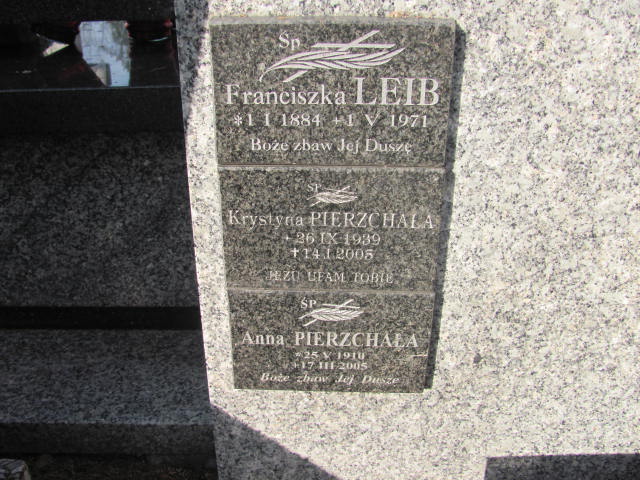 Śp.
Franciszka LEIB
* 1 I 1884 + 1 V 1971
Boże zbaw Jej Duszę
ŚP
Krystyna PIERZCHAŁA
* 26 IX 1939
+ 14.I.2005
JEZU UFAM TOBIE
ŚP
Anna PIERZCHAŁA
*25 V 1910
+17 III 2005
Boże zbaw Jej Duszę